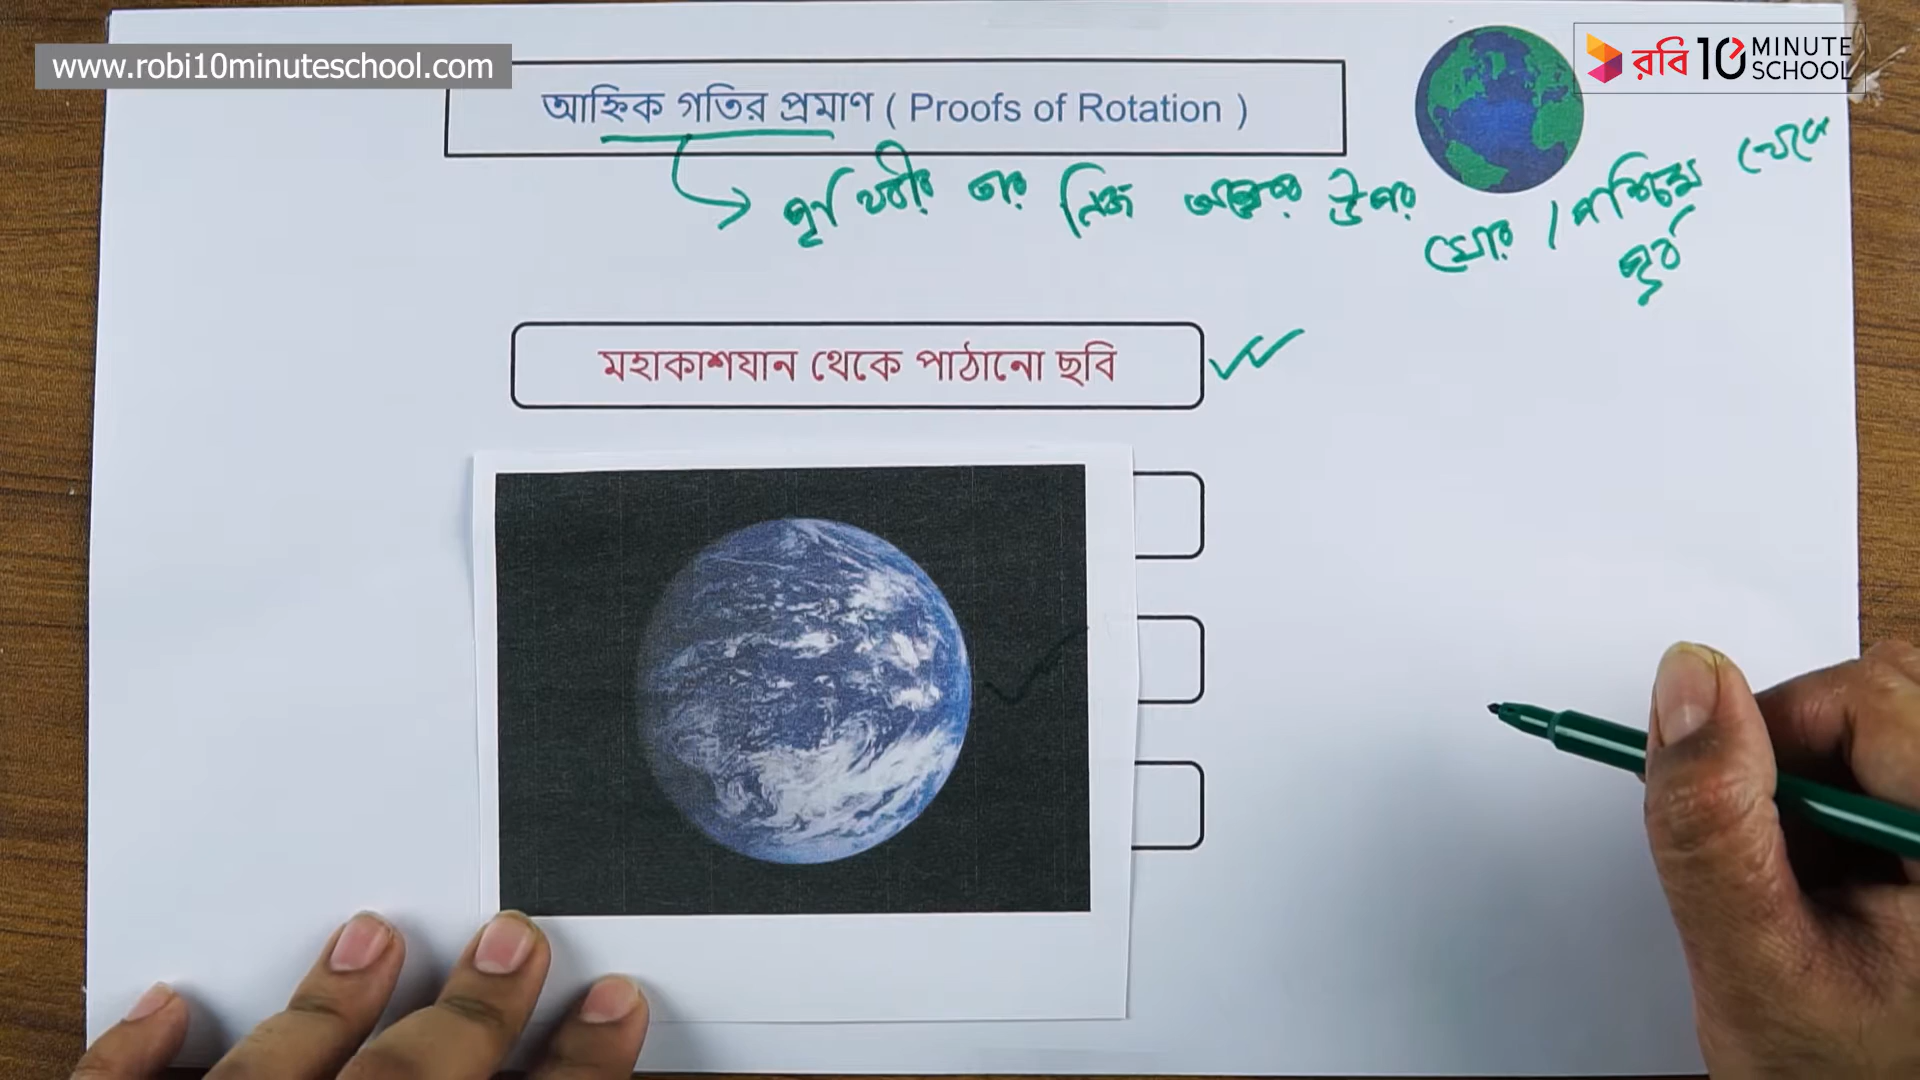 www.robi10minuteschool.com
রবি 10 MINUTE SCHOOL
আহ্নিক গতির প্রমাণ ( Proofs of Rotation )
পৃথিবীর তার নিজ অক্ষের উপর
ঘোরা / পশ্চিম থেকে
পূর্ব
মহাকাশযান থেকে পাঠানো ছবি